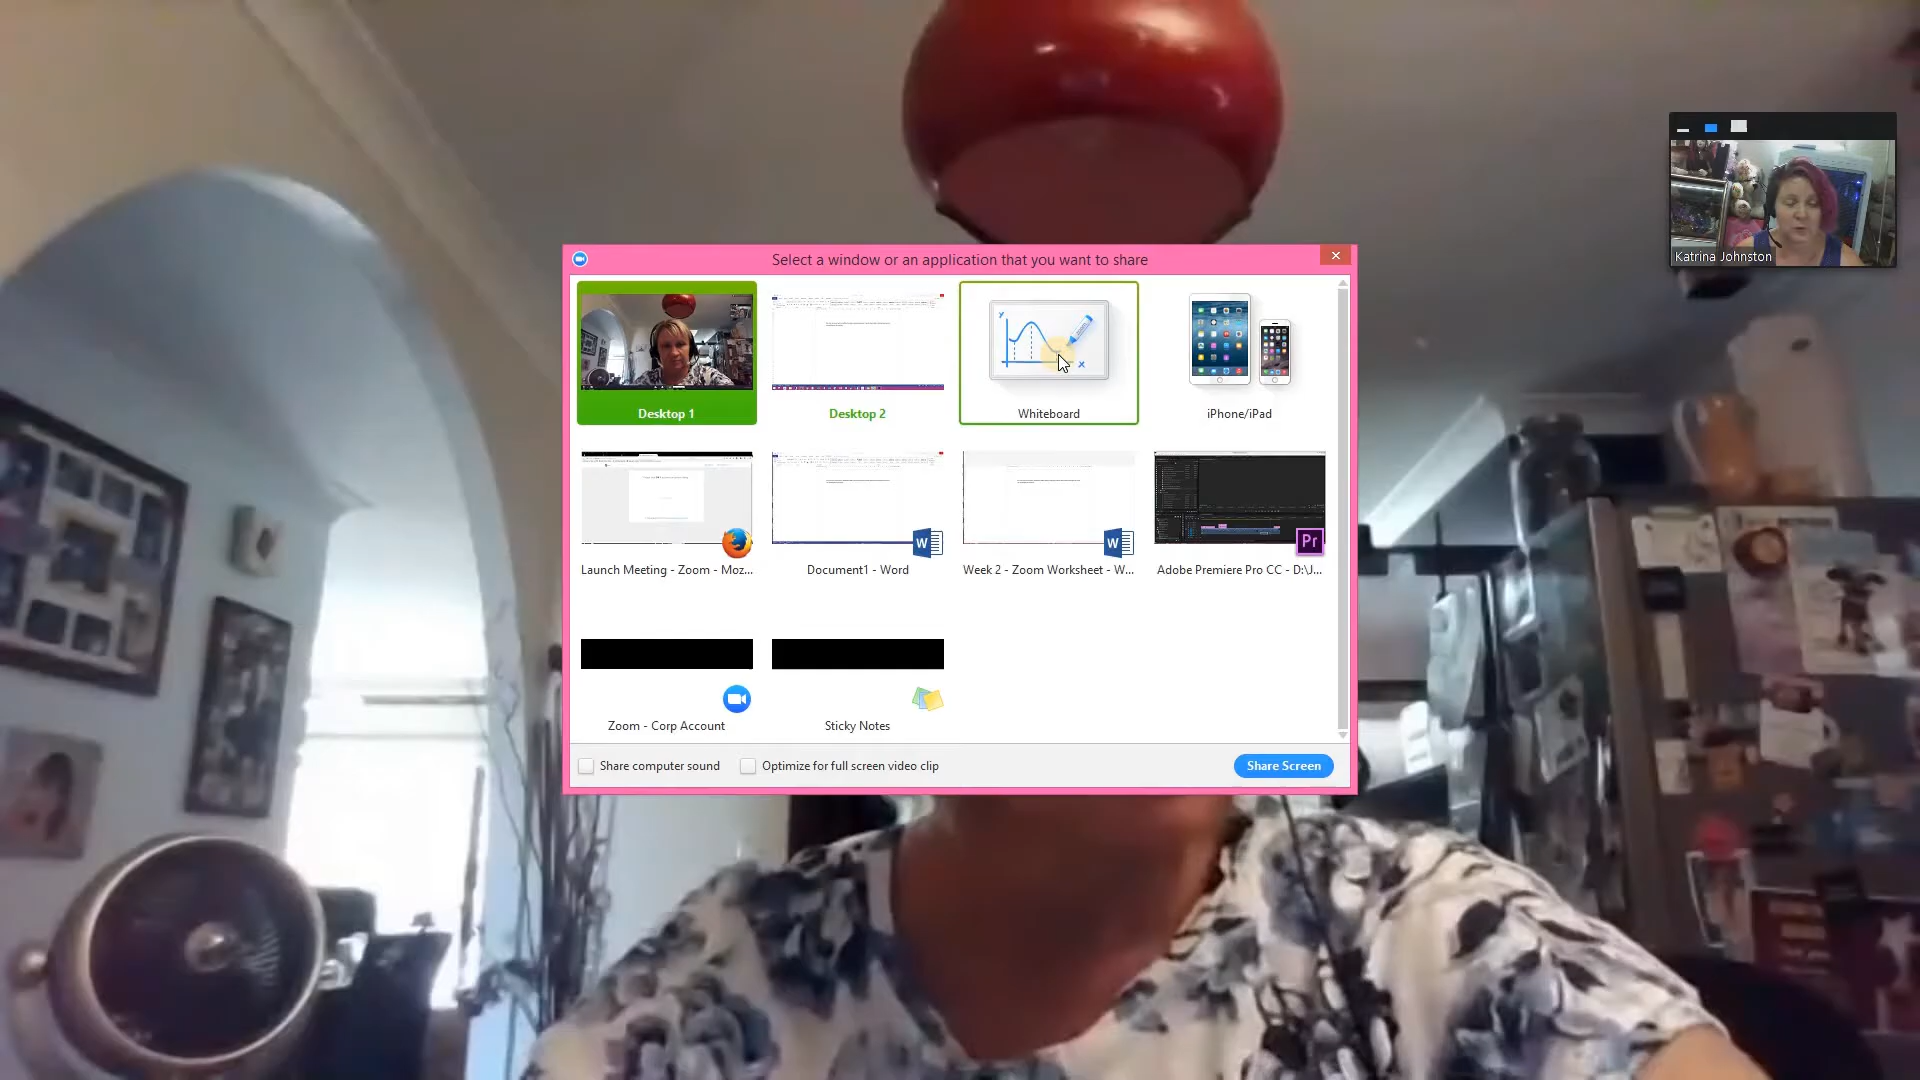 Select a window or an application that you want to share
Katrina Johnston
Desktop 1
Desktop 2
Whiteboard
iPhone/iPad
Launch Meeting - Zoom - Moz...
Document1 - Word
Week 2 - Zoom Worksheet - W...
Adobe Premiere Pro CC - D:\J...
Zoom - Corp Account
Sticky Notes
Share computer sound
Optimize for full screen video clip
Share Screen